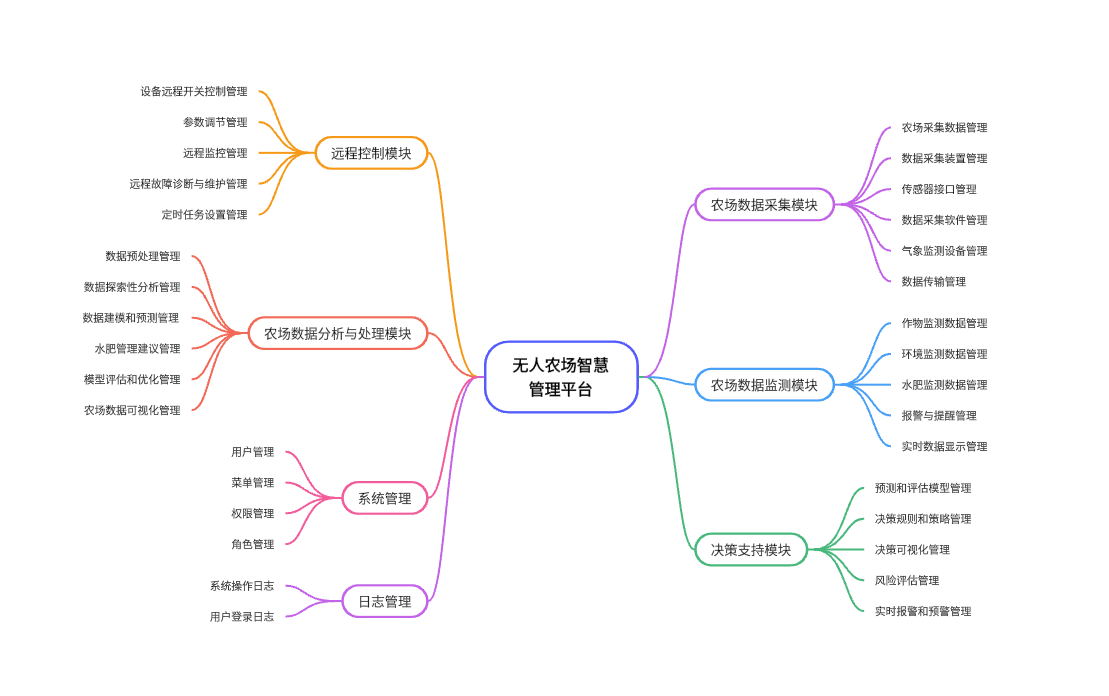 无人农场智慧
管理平台
远程控制模块
设备远程开关控制管理
参数调节管理
远程监控管理
远程故障诊断与维护管理
定时任务设置管理
农场数据分析与处理模块
数据预处理管理
数据探索性分析管理
数据建模和预测管理
水肥管理建议管理
模型评估和优化管理
农场数据可视化管理
系统管理
用户管理
菜单管理
权限管理
角色管理
日志管理
系统操作日志
用户登录日志
农场数据采集模块
农场采集数据管理
数据采集装置管理
传感器接口管理
数据采集软件管理
气象监测设备管理
数据传输管理
农场数据监测模块
作物监测数据管理
环境监测数据管理
水肥监测数据管理
报警与提醒管理
实时数据显示管理
决策支持模块
预测和评估模型管理
决策规则和策略管理
决策可视化管理
风险评估管理
实时报警和预警管理